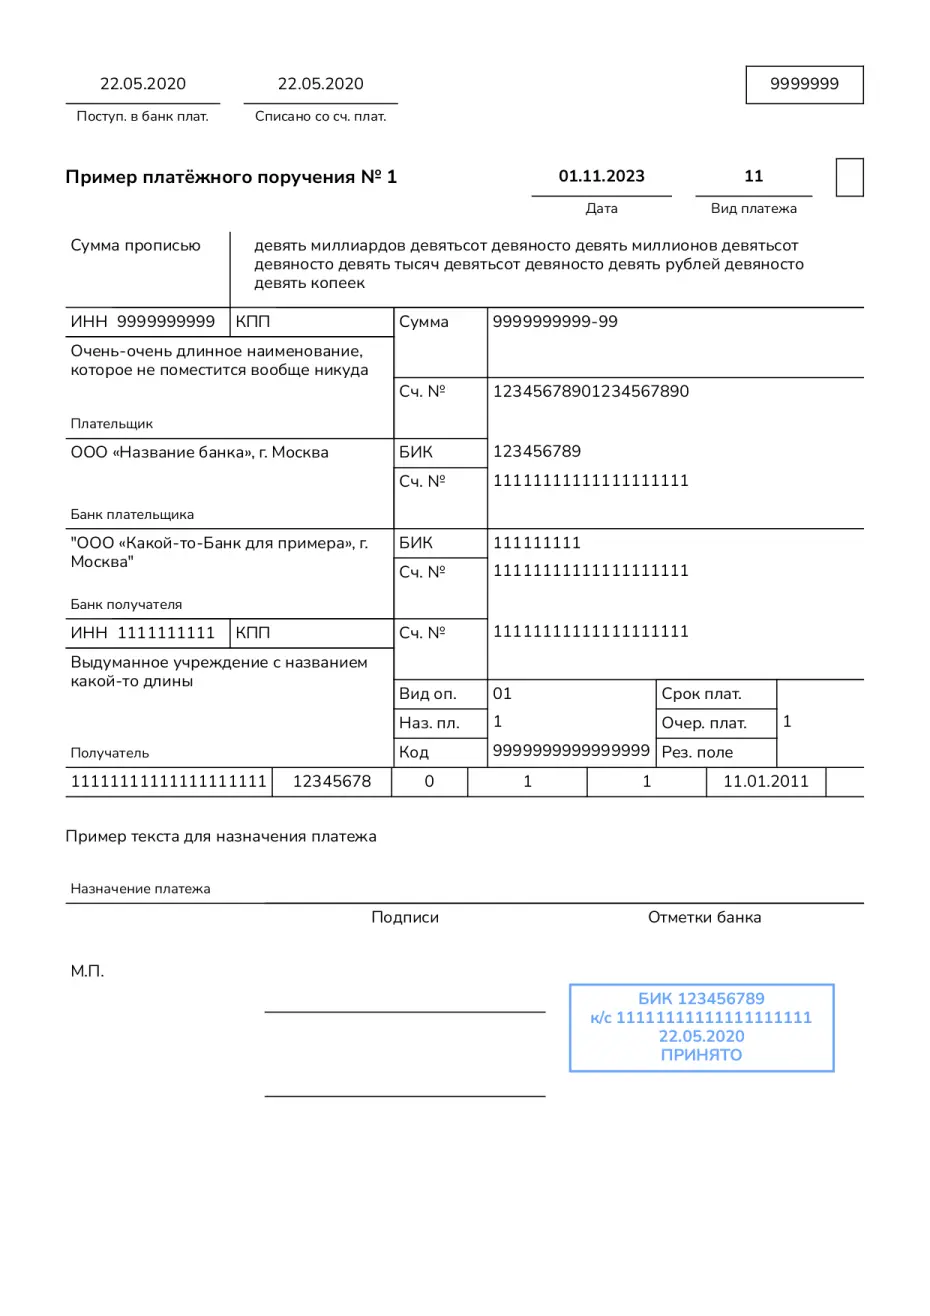 22.05.2020 22.05.2020 9999999
Поступ. в банк плат. Списано со сч. плат.
Пример платёжного поручения № 1 01.11.2023 11
Дата Вид платежа
Сумма прописью девять миллиардов девятьсот девяносто девять миллионов девятьсот
девяносто девять тысяч девятьсот девяносто девять рублей девяносто
девять копеек
ИНН 9999999999 КПП Сумма 9999999999-99
Очень-очень длинное наименование,
которое не поместится вообще никуда
Сч. № 12345678901234567890
Плательщик
ООО «Название банка», г. Москва БИК 123456789
Сч. № 11111111111111111111
Банк плательщика
"ООО «Какой-то-Банк для примера», г. БИК 111111111
Москва"
Сч. № 11111111111111111111
Банк получателя
ИНН 1111111111 КПП Сч. № 11111111111111111111
Выдуманное учреждение с названием
какой-то длины
Вид оп. 01 Срок плат.
Наз. пл. 1 Очер. плат. 1
Получатель Код 9999999999999999 Рез. поле
11111111111111111111 12345678 0 1 1 11.01.2011
Пример текста для назначения платежа
Назначение платежа
Подписи Отметки банка
М.П.
БИК 123456789
к/с 11111111111111111111
22.05.2020
ПРИНЯТО